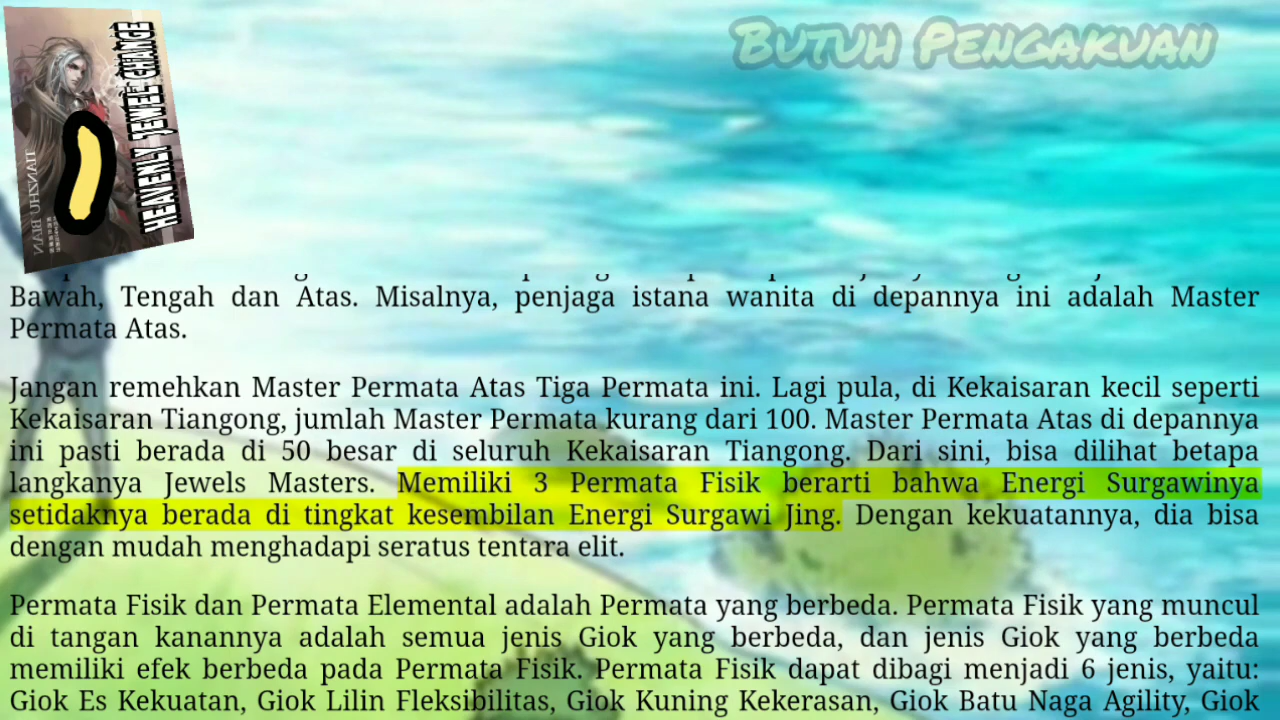 Butuh Pengakuan
HEAVENLY JEWEL CHANGE
TIANZHU BIAN
Bawah, Tengah dan Atas. Misalnya, penjaga istana wanita di depannya ini adalah Master
Permata Atas.
Jangan remehkan Master Permata Atas Tiga Permata ini. Lagi pula, di Kekaisaran kecil seperti
Kekaisaran Tiangong, jumlah Master Permata kurang dari 100. Master Permata Atas di depannya
ini pasti berada di 50 besar di seluruh Kekaisaran Tiangong. Dari sini, bisa dilihat betapa
langkanya Jewels Masters. Memiliki 3 Permata Fisik berarti bahwa Energi Surgawinya
setidaknya berada di tingkat kesembilan Energi Surgawi Jing. Dengan kekuatannya, dia bisa
dengan mudah menghadapi seratus tentara elit.
Permata Fisik dan Permata Elemental adalah Permata yang berbeda. Permata Fisik yang muncul
di tangan kanannya adalah semua jenis Giok yang berbeda, dan jenis Giok yang berbeda
memiliki efek berbeda pada Permata Fisik. Permata Fisik dapat dibagi menjadi 6 jenis, yaitu:
Giok Es Kekuatan, Giok Lilin Fleksibilitas, Giok Kuning Kekerasan, Giok Batu Naga Agility, Giok